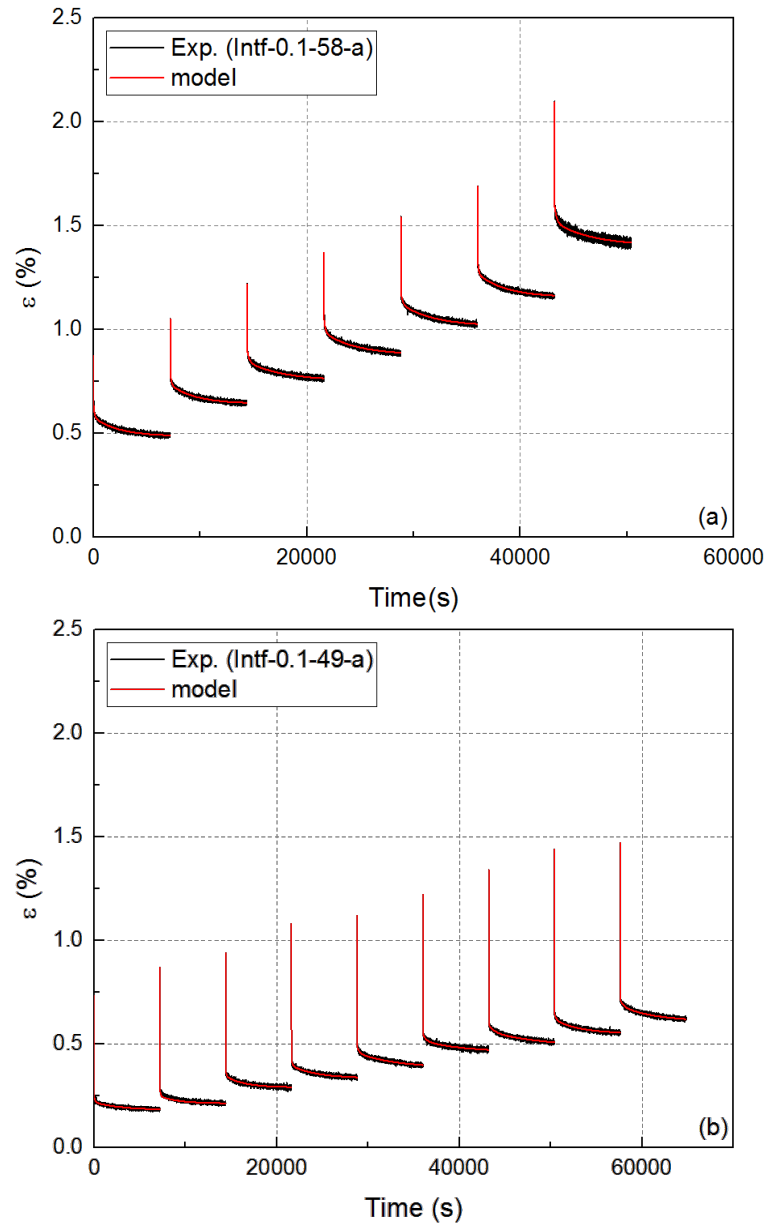 2.5
Exp. (Intf-0.1-58-a)
model
2.0
1.5
ε (%)
1.0
0.5
0.0
(a)
0
20000
40000
60000
Time(s)
2.5
Exp. (Intf-0.1-49-a)
model
2.0
1.5
ε (%)
1.0
0.5
0.0
(b)
0
20000
40000
60000
Time (s)